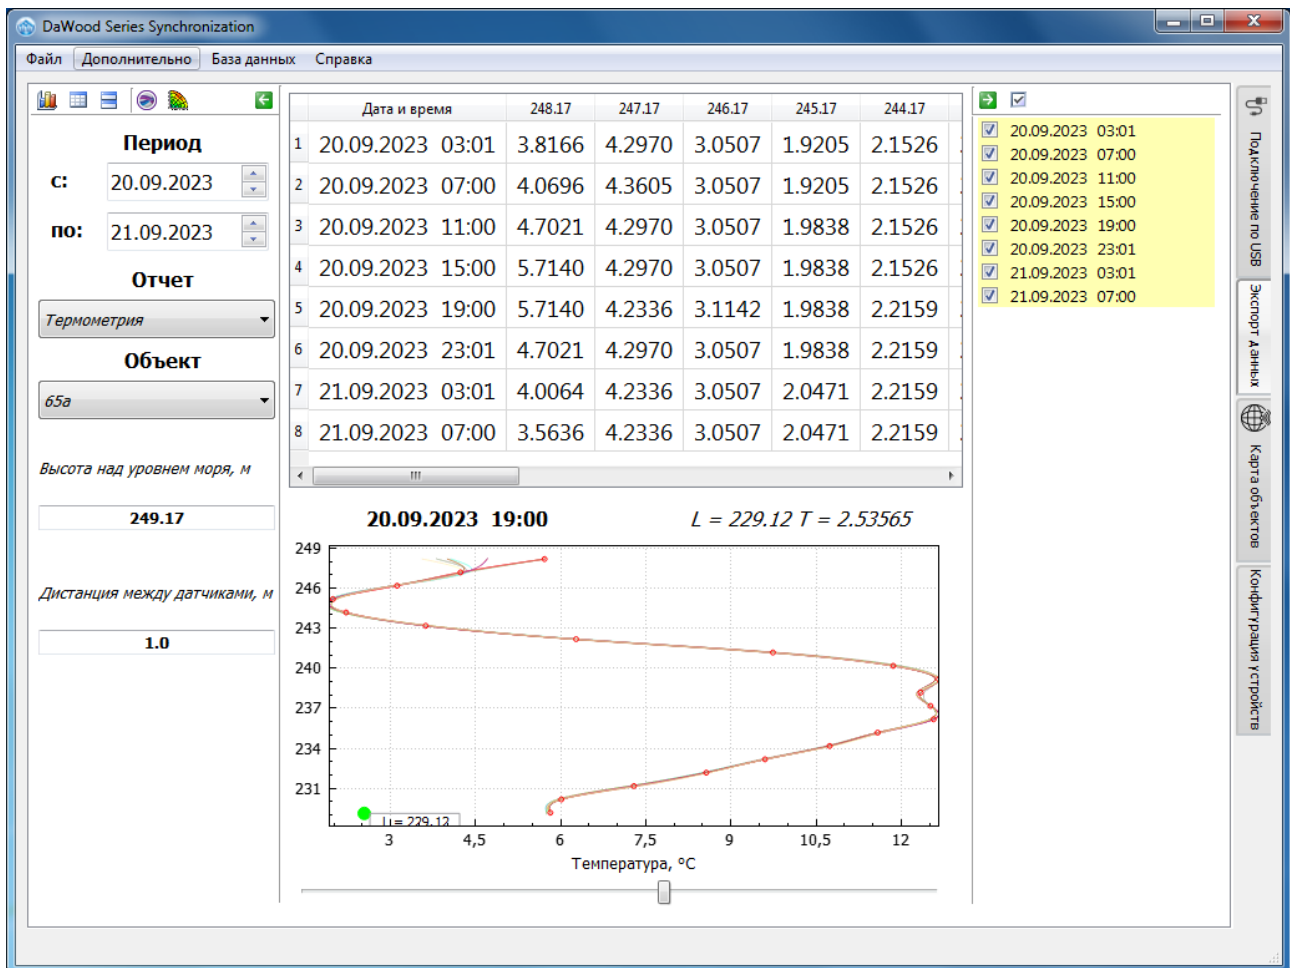 DaWood Series Synchronization
Файл Дополнительно База данных Справка
Период
с: 20.09.2023
по: 21.09.2023
Отчет
Термометрия
Объект
65а
Высота над уровнем моря, м
249.17
Дистанция между датчиками, м
1.0
Дата и время 248.17 247.17 246.17 245.17 244.17
1 20.09.2023 03:01 3.8166 4.2970 3.0507 1.9205 2.1526
2 20.09.2023 07:00 4.0696 4.3605 3.0507 1.9205 2.1526
3 20.09.2023 11:00 4.7021 4.2970 3.0507 1.9838 2.1526
4 20.09.2023 15:00 5.7140 4.2970 3.0507 1.9838 2.1526
5 20.09.2023 19:00 5.7140 4.2336 3.1142 1.9838 2.2159
6 20.09.2023 23:01 4.7021 4.2970 3.0507 1.9838 2.2159
7 21.09.2023 03:01 4.0064 4.2336 3.0507 2.0471 2.2159
8 21.09.2023 07:00 3.5636 4.2336 3.0507 2.0471 2.2159
20.09.2023 19:00 L = 229.12 T = 2.53565
249
246
243
240
237
234
231
L = 229.12
3 4,5 6 7,5 9 10,5 12
Температура, °C
20.09.2023 03:01
20.09.2023 07:00
20.09.2023 11:00
20.09.2023 15:00
20.09.2023 19:00
20.09.2023 23:01
21.09.2023 03:01
21.09.2023 07:00
Подключение по USB
Экспорт данных
Карта объектов
Конфигурация устройств